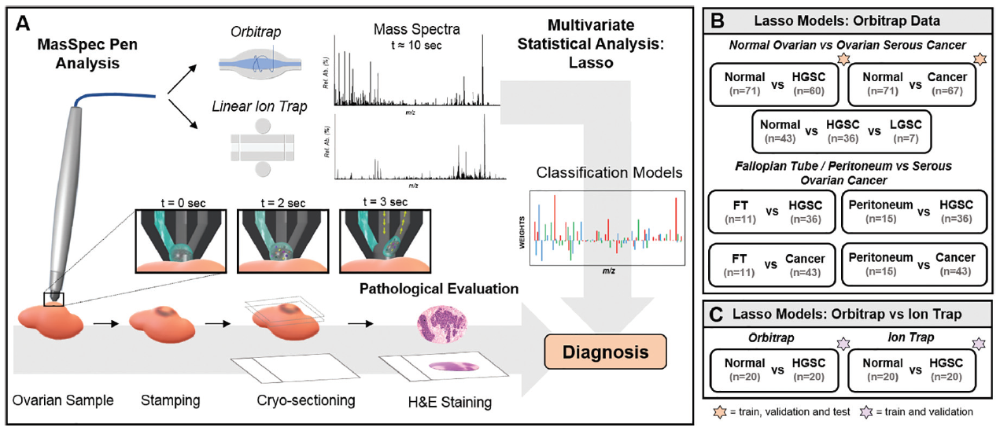 A
MasSpec Pen
Analysis
Orbitrap
Linear Ion Trap
Mass Spectra
t ≈ 10 sec
Rel. Ab. (%)
m/z
Rel. Ab. (%)
m/z
Multivariate
Statistical Analysis:
Lasso
Classification Models
WEIGHTS
m/z
t = 0 sec
t = 2 sec
t = 3 sec
Pathological Evaluation
Diagnosis
Ovarian Sample
Stamping
Cryo-sectioning
H&E Staining
B
Lasso Models: Orbitrap Data
Normal Ovarian vs Ovarian Serous Cancer
Normal vs HGSC
(n=71) (n=60)
Normal vs Cancer
(n=71) (n=67)
Normal vs HGSC vs LGSC
(n=43) (n=36) (n=7)
Fallopian Tube / Peritoneum vs Serous
Ovarian Cancer
FT vs HGSC
(n=11) (n=36)
Peritoneum vs HGSC
(n=15) (n=36)
FT vs Cancer
(n=11) (n=43)
Peritoneum vs Cancer
(n=15) (n=43)
C
Lasso Models: Orbitrap vs Ion Trap
Orbitrap
Normal vs HGSC
(n=20) (n=20)
Ion Trap
Normal vs HGSC
(n=20) (n=20)
= train, validation and test
= train and validation